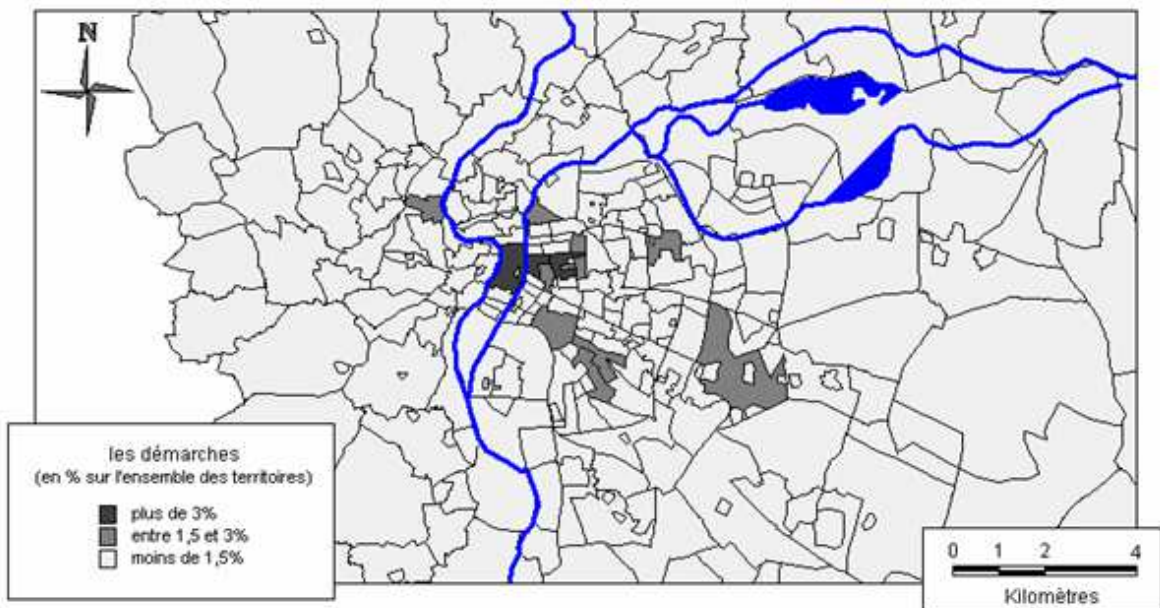 N
les démarches
(en % sur l'ensemble des territoires)
plus de 3%
entre 1,5 et 3%
moins de 1,5%
0 1 2 4
Kilomètres